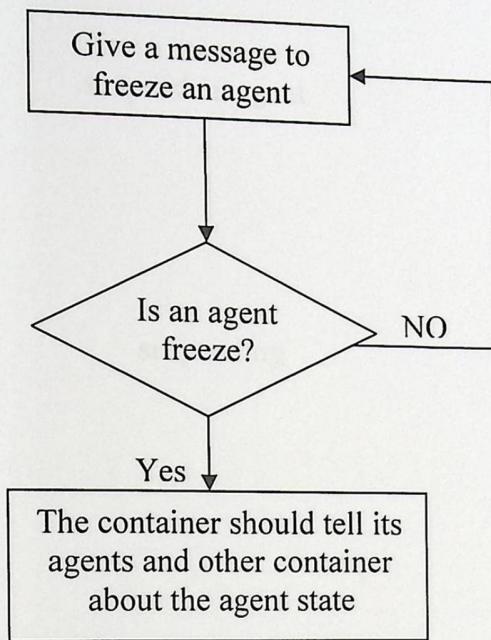 Give a message to
freeze an agent
Is an agent
freeze?
NO
Yes
The container should tell its
agents and other container
about the agent state